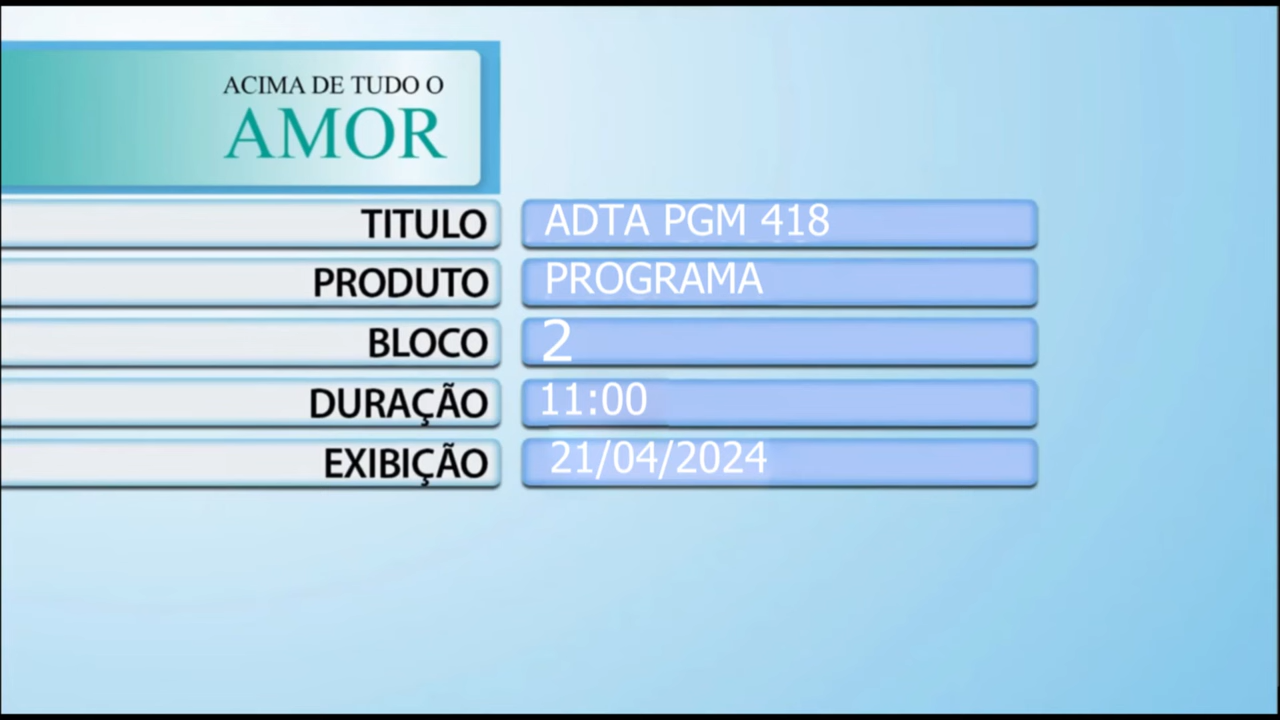 ACIMA DE TUDO O
AMOR
TITULO ADTA PGM 418
PRODUTO PROGRAMA
BLOCO 2
DURAÇÃO 11:00
EXIBIÇÃO 21/04/2024